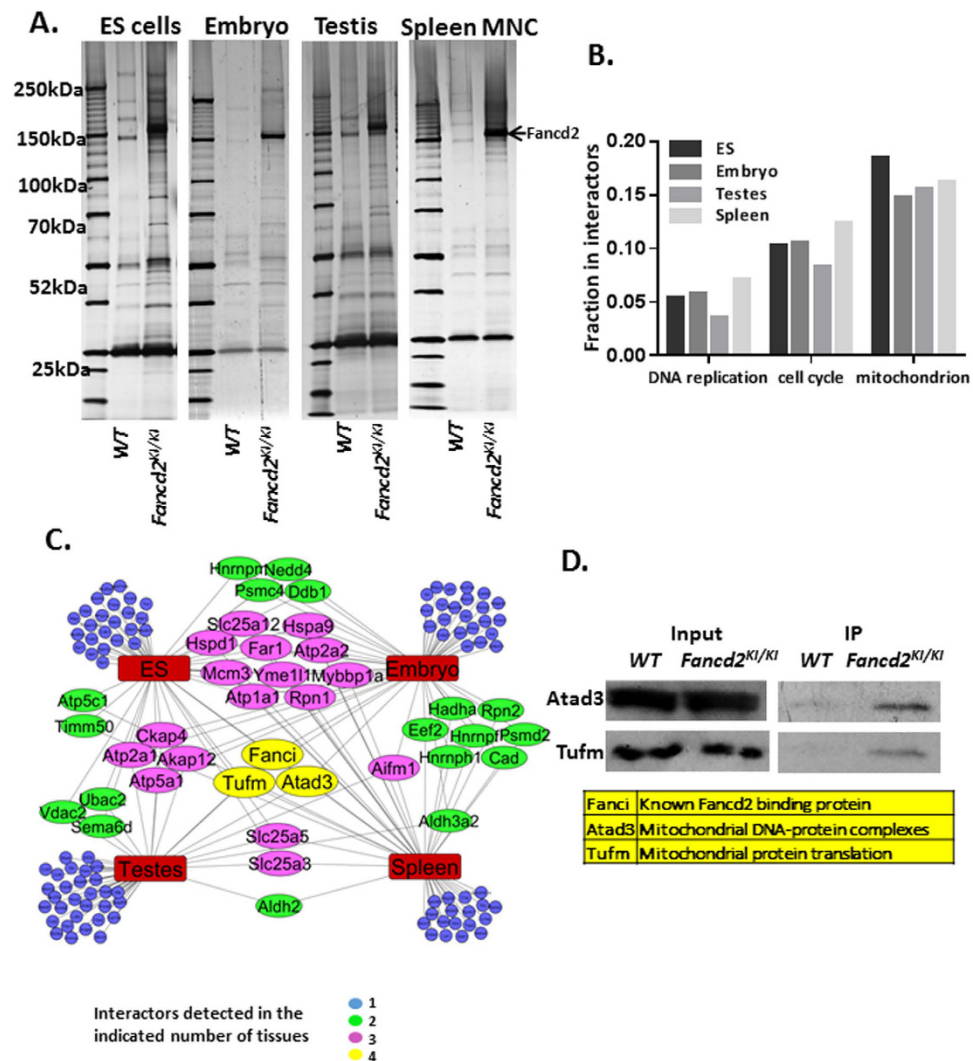 A.
ES cells
Embryo
Testis
Spleen MNC
250kDa
150kDa
100kDa
70kDa
52kDa
25kDa
Fancd2
WT
Fancd2KI/KI
WT
Fancd2KI/KI
WT
Fancd2KI/KI
WT
Fancd2KI/KI
B.
Fraction in interactors
0.20
0.15
0.10
0.05
0.00
ES
Embryo
Testes
Spleen
DNA replication
cell cycle
mitochondrion
C.
Hnrnpm
Nedd4
Psmc4
Ddb1
Slc25a12
Hspa9
Hspd1
Far1
Atp2a2
Mcm3
Yme1l1
Mybbp1a
Atp1a1
Rpn1
ES
Embryo
Atp5c1
Timm50
Ckap4
Atp2a1
Akap12
Atp5a1
Fanci
Tufm
Atad3
Aifm1
Hadha
Rpn2
Eef2
Hnrnpf
Psmd2
Hnrnph1
Cad
Vdac2
Ubac2
Sema6d
Aldh3a2
Slc25a5
Slc25a3
Testes
Spleen
Aldh2
Interactors detected in the
indicated number of tissues
1
2
3
4
D.
Input
IP
WT
Fancd2KI/KI
WT
Fancd2KI/KI
Atad3
Tufm
Fanci Known Fancd2 binding protein
Atad3 Mitochondrial DNA-protein complexes
Tufm Mitochondrial protein translation